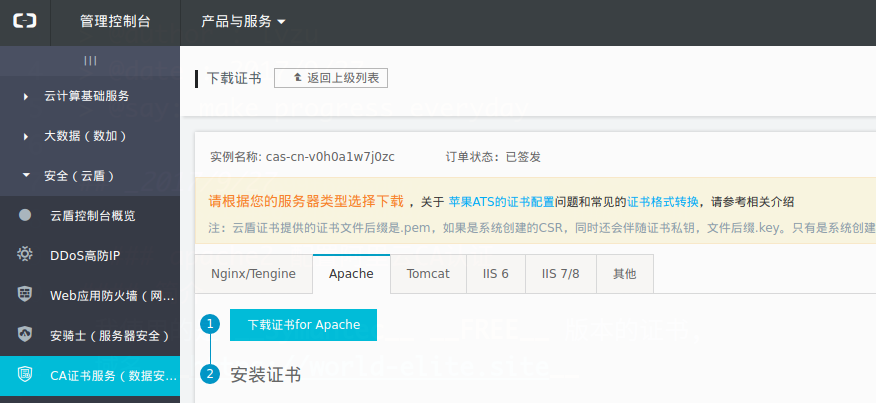 管理控制台 产品与服务
下载证书 返回上级列表
云计算基础服务
大数据（数加）
安全（云盾）
云盾控制台概览
DDoS高防IP
Web应用防火墙（网...
安骑士（服务器安全）
CA证书服务（数据安...
实例名称: cas-cn-v0h0a1w7j0zc 订单状态：已签发
请根据您的服务器类型选择下载 ，关于 苹果ATS的证书配置问题和常见的证书格式转换，请参考相关介绍
注：云盾证书提供的证书文件后缀是.pem，如果是系统创建的CSR，同时还会伴随证书私钥，文件后缀.key。只有是系统创建
Nginx/Tengine Apache Tomcat IIS 6 IIS 7/8 其他
1 下载证书for Apache
2 安装证书